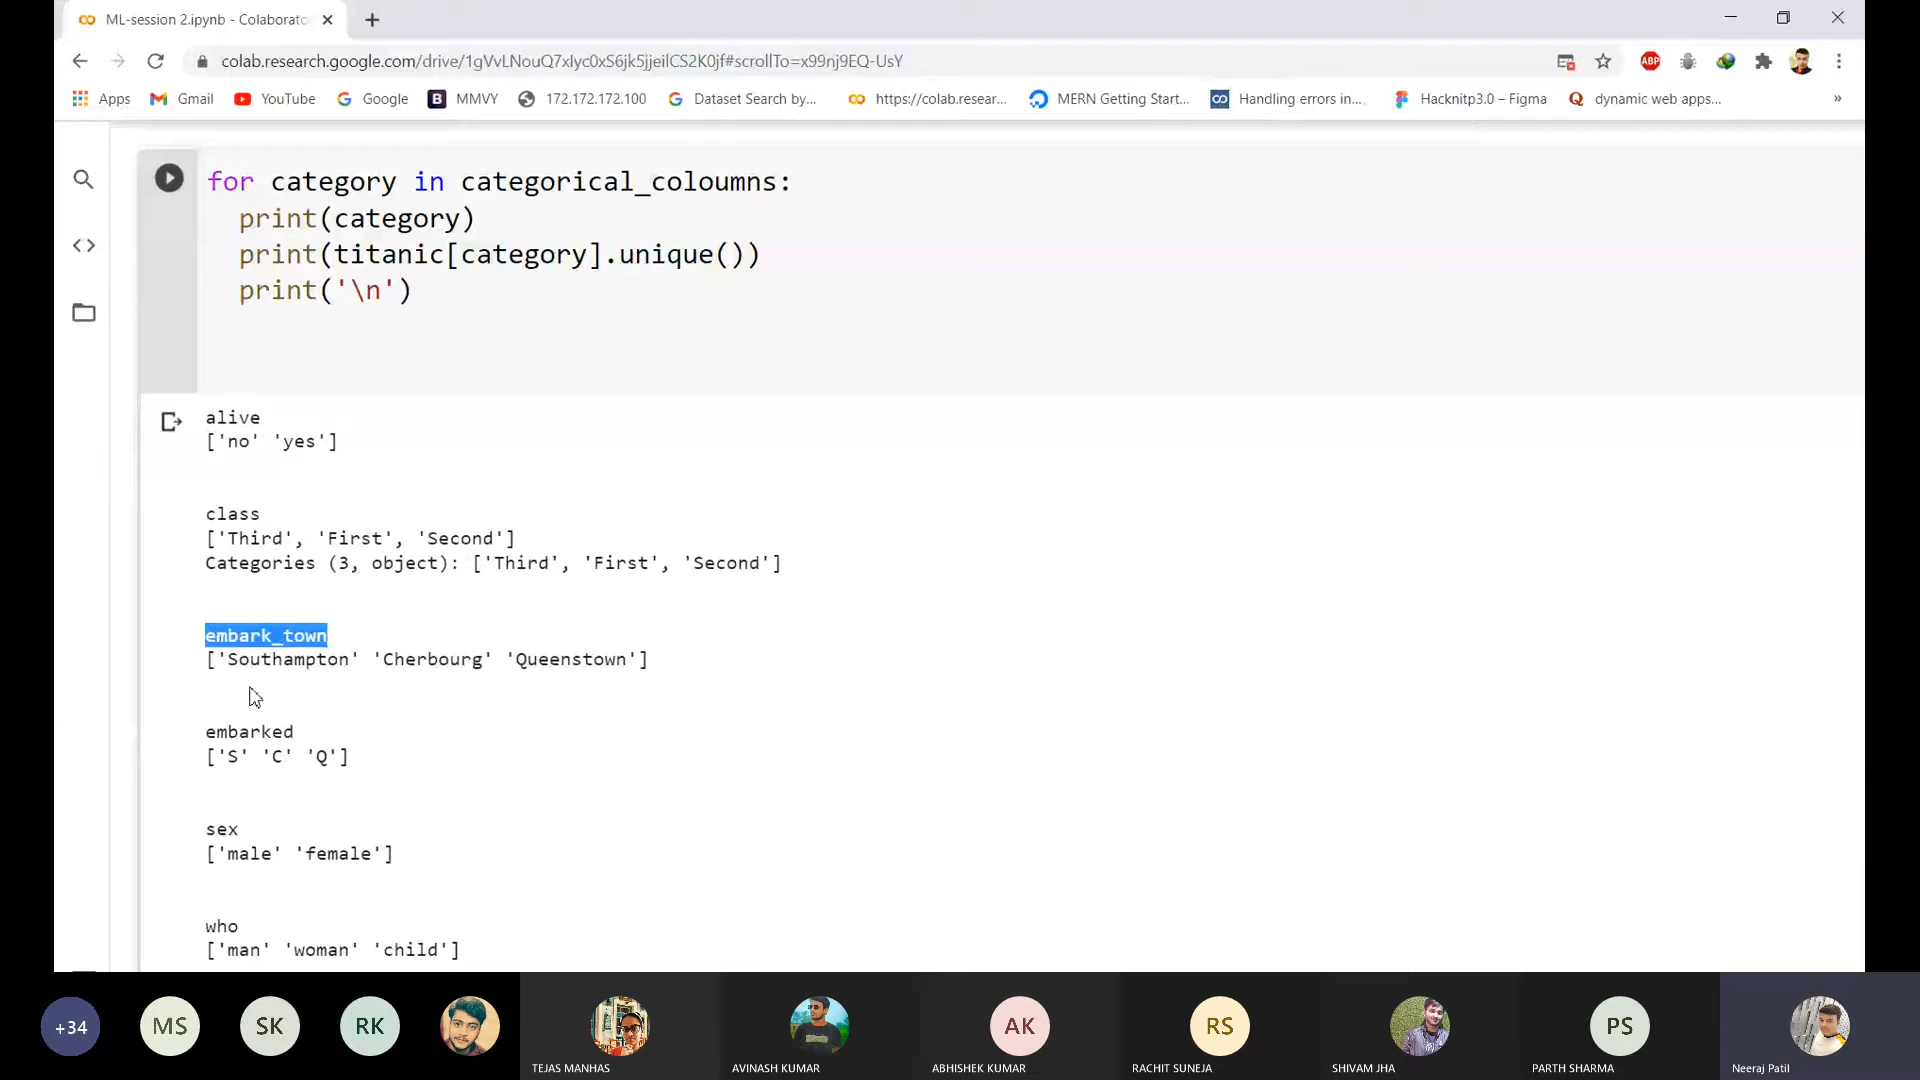 ML-session 2.ipynb - Colaborato
colab.research.google.com/drive/1gVvLNouQ7xIyc0xS6jk5jjeilCS2K0jf#scrollTo=x99nj9EQ-UsY
ABP
Apps Gmail YouTube Google MMVY 172.172.172.100 Dataset Search by... https://colab.resear... MERN Getting Start... Handling errors in... Hacknitp3.0 – Figma dynamic web apps... »
for category in categorical_coloumns:
print(category)
print(titanic[category].unique())
print('\n')
alive
['no' 'yes']
class
['Third', 'First', 'Second']
Categories (3, object): ['Third', 'First', 'Second']
embark_town
['Southampton' 'Cherbourg' 'Queenstown']
embarked
['S' 'C' 'Q']
sex
['male' 'female']
who
['man' 'woman' 'child']
+34 MS SK RK AK RS PS
TEJAS MANHAS AVINASH KUMAR ABHISHEK KUMAR RACHIT SUNEJA SHIVAM JHA PARTH SHARMA Neeraj Patil